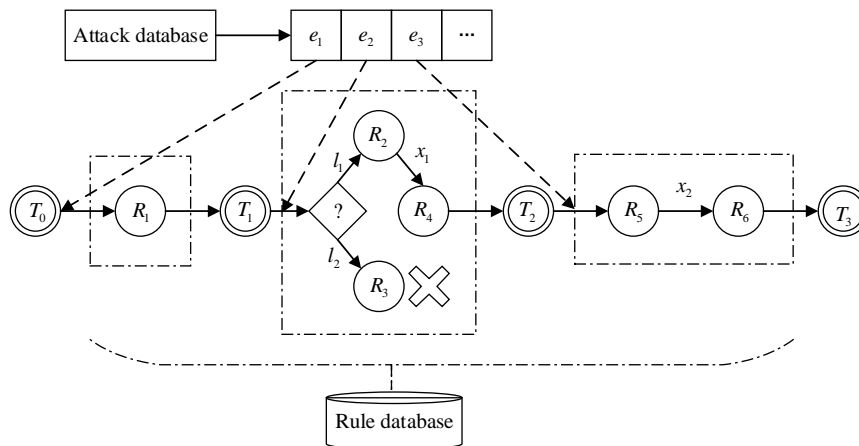 Attack database
e1 e2 e3 ...
R2
l1 x1
T0 R1 T1 ? R4 T2 R5 x2 R6 T3
l2
R3
Rule database